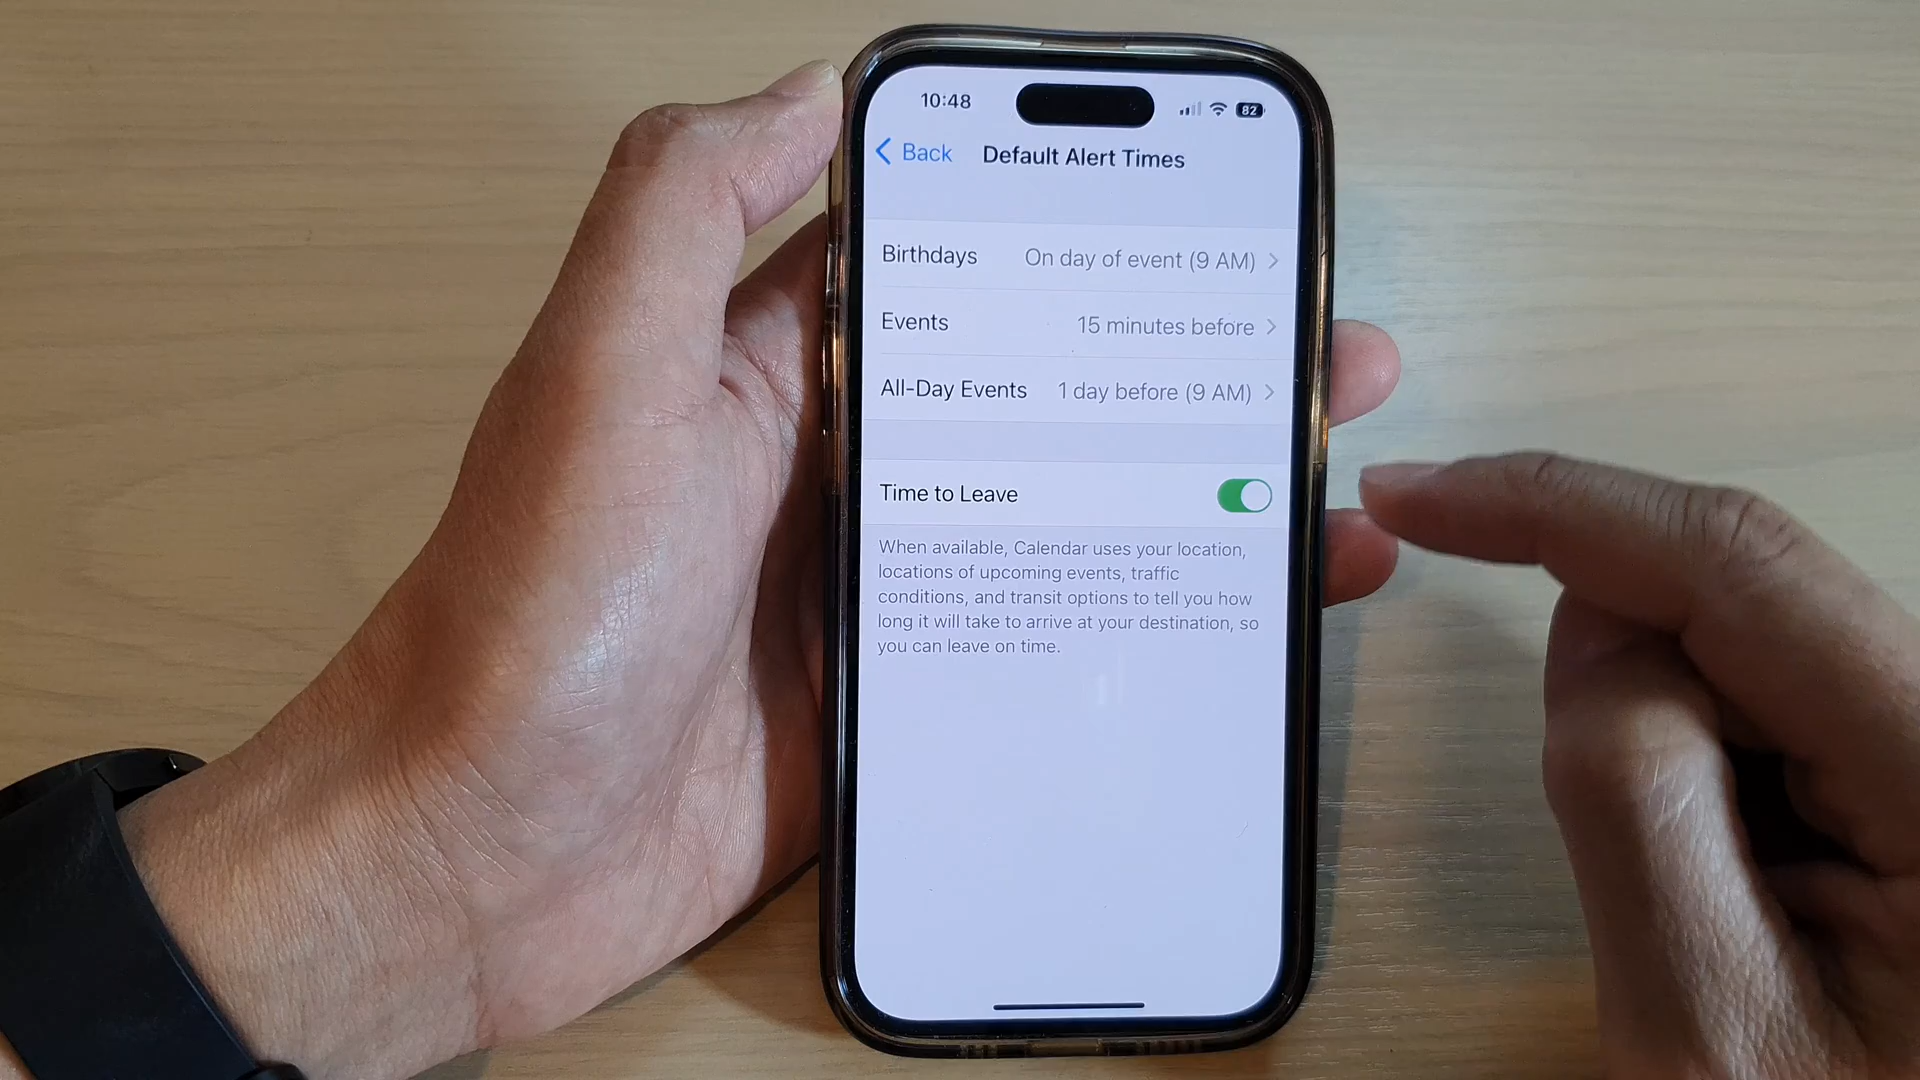 10:48
82
Back
Default Alert Times
Birthdays On day of event (9 AM)
Events 15 minutes before
All-Day Events 1 day before (9 AM)
Time to Leave
When available, Calendar uses your location,
locations of upcoming events, traffic
conditions, and transit options to tell you how
long it will take to arrive at your destination, so
you can leave on time.